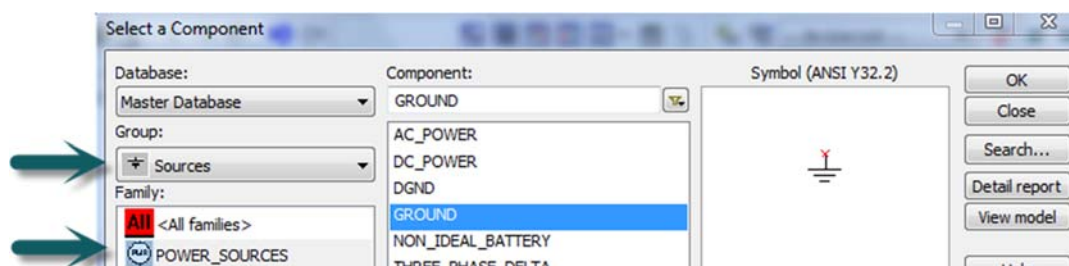 Select a Component
Database:
Master Database
Group:
Sources
Family:
All <All families>
POWER_SOURCES
Component:
GROUND
AC_POWER
DC_POWER
DGND
GROUND
NON_IDEAL_BATTERY
THREE_PHASE_DELTA
Symbol (ANSI Y32.2)
OK
Close
Search...
Detail report
View model